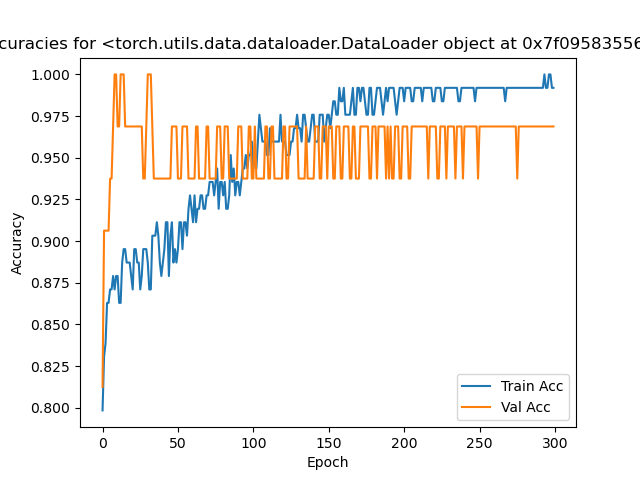 curacies for <torch.utils.data.dataloader.DataLoader object at 0x7f09583556
1.000
0.975
0.950
0.925
0.900
0.875
0.850
0.825
0.800
Accuracy
Train Acc
Val Acc
0 50 100 150 200 250 300
Epoch